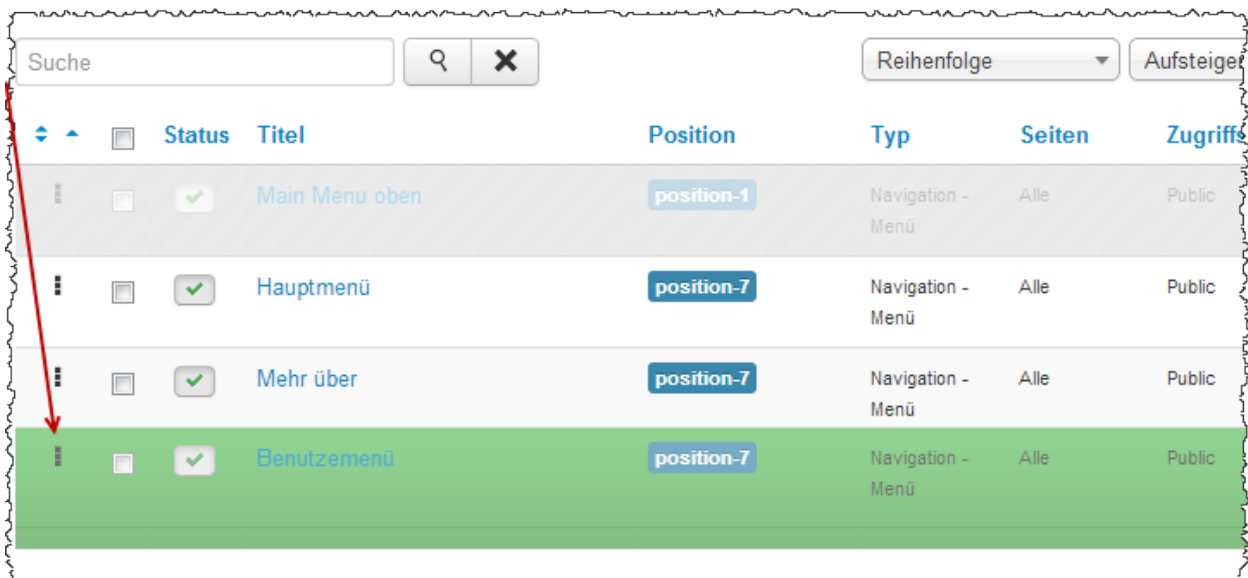 Suche
Reihenfolge
Aufsteigen
Status Titel Position Typ Seiten Zugriffs
Main Menu oben position-1 Navigation - Alle Public
Menü
Hauptmenü position-7 Navigation - Alle Public
Menü
Mehr über position-7 Navigation - Alle Public
Menü
Benutzemenü position-7 Navigation - Alle Public
Menü